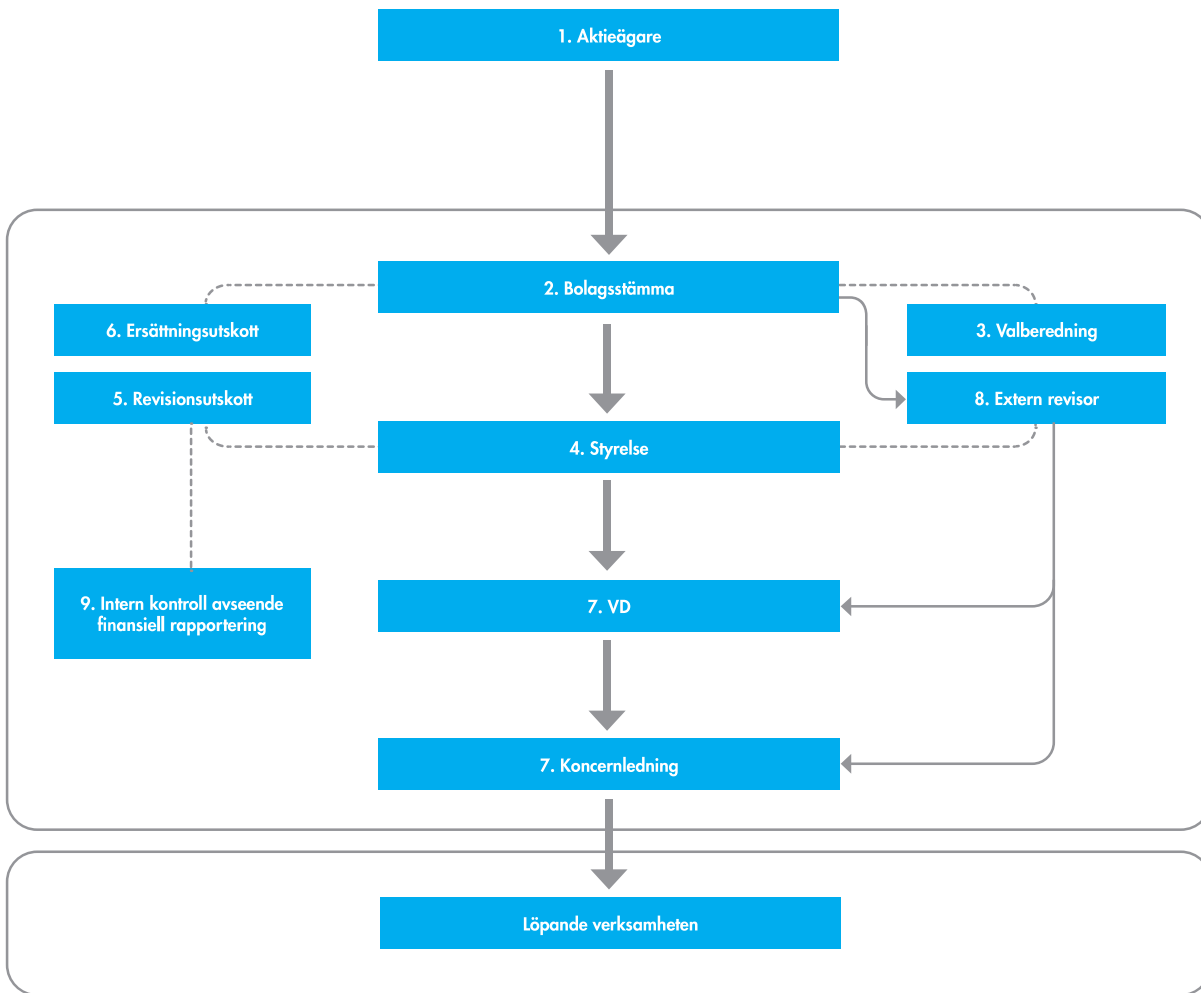 1. Aktieägare
2. Bolagsstämma
6. Ersättningsutskott
3. Valberedning
5. Revisionsutskott
8. Extern revisor
4. Styrelse
9. Intern kontroll avseende
finansiell rapportering
7. VD
7. Koncernledning
Löpande verksamheten